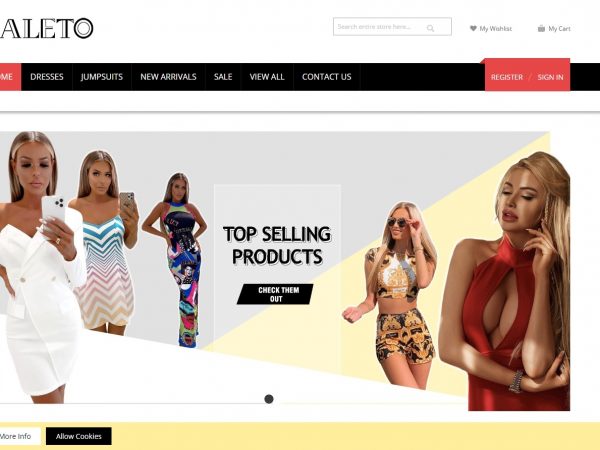 ALETO
Search entire store here...
My Wishlist
My Cart
OME DRESSES JUMPSUITS NEW ARRIVALS SALE VIEW ALL CONTACT US
REGISTER / SIGN IN
TOP SELLING
PRODUCTS
CHECK THEM
OUT
More Info
Allow Cookies